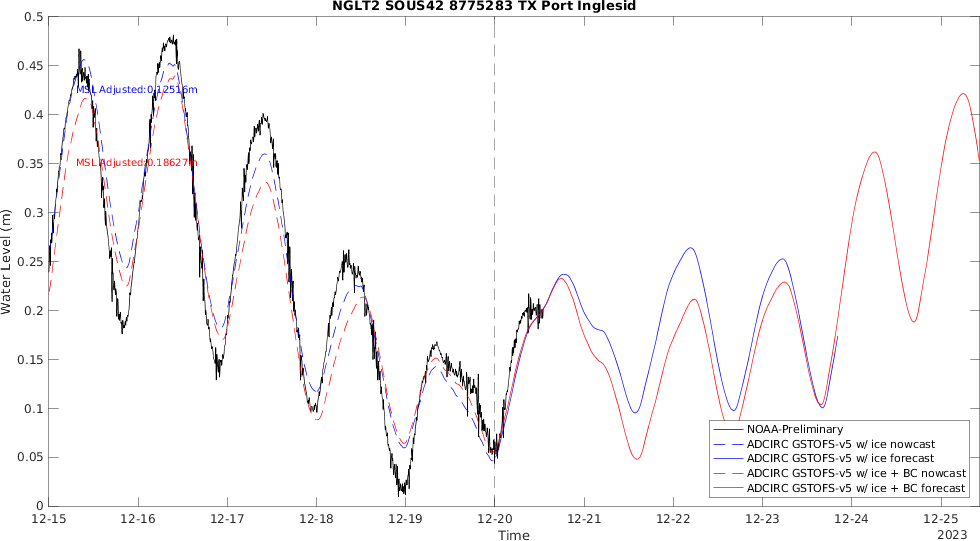 NGLT2 SOUS42 8775283 TX Port Inglesid
0.5
0.45
0.4
0.35
0.3
0.25
0.2
0.15
0.1
0.05
0
Water Level (m)
MSL Adjusted:0.12516m
MSL Adjusted:0.18627m
NOAA-Preliminary
ADCIRC GSTOFS-v5 w/ ice nowcast
ADCIRC GSTOFS-v5 w/ ice forecast
ADCIRC GSTOFS-v5 w/ ice + BC nowcast
ADCIRC GSTOFS-v5 w/ ice + BC forecast
12-15 12-16 12-17 12-18 12-19 12-20 12-21 12-22 12-23 12-24 12-25
Time
2023